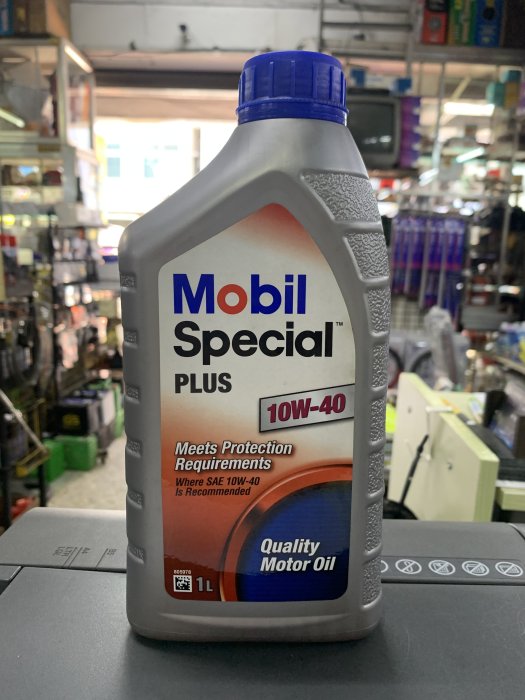 Mobil
Special™
PLUS
10W-40
Meets Protection
Requirements
Where SAE 10W-40
Is Recommended
Quality
Motor Oil
1L